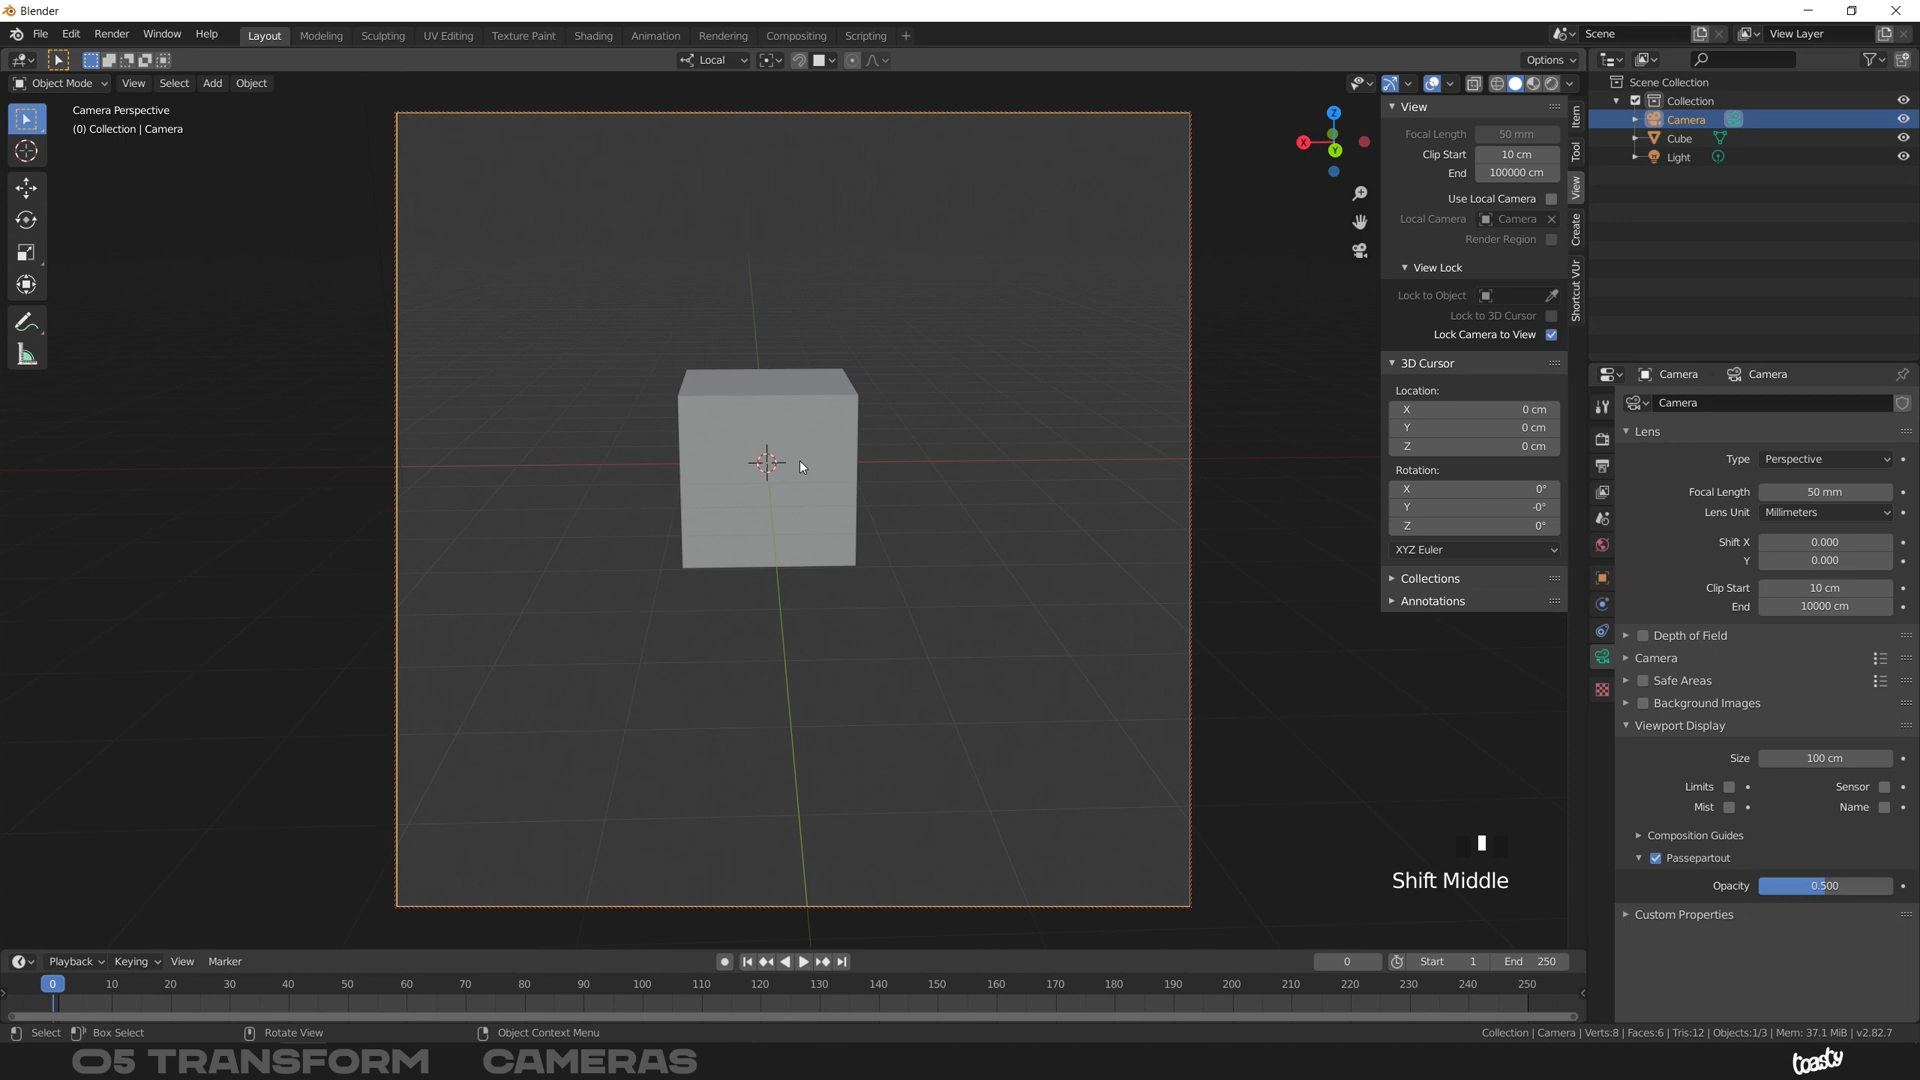 Blender
File Edit Render Window Help Layout Modeling Sculpting UV Editing Texture Paint Shading Animation Rendering Compositing Scripting + Scene View Layer
Local Options
Object Mode View Select Add Object
Camera Perspective
(0) Collection | Camera
Z
X
Y
View
Focal Length 50 mm
Clip Start 10 cm
End 100000 cm
Use Local Camera
Local Camera Camera
Render Region
View Lock
Lock to Object
Lock to 3D Cursor
Lock Camera to View
3D Cursor
Location:
X 0 cm
Y 0 cm
Z 0 cm
Rotation:
X 0°
Y -0°
Z 0°
XYZ Euler
Collections
Annotations
Item
Tool
View
Create
Shortcut VUr
Scene Collection
Collection
Camera
Cube
Light
Camera Camera
Camera
Lens
Type Perspective
Focal Length 50 mm
Lens Unit Millimeters
Shift X 0.000
Y 0.000
Clip Start 10 cm
End 10000 cm
Depth of Field
Camera
Safe Areas
Background Images
Viewport Display
Size 100 cm
Limits Sensor
Mist Name
Composition Guides
Passepartout
Opacity 0.500
Custom Properties
Shift Middle
Playback Keying View Marker 0 Start 1 End 250
0 10 20 30 40 50 60 70 80 90 100 110 120 130 140 150 160 170 180 190 200 210 220 230 240 250
Select Box Select Rotate View Object Context Menu Collection | Camera | Verts:8 | Faces:6 | Tris:12 | Objects:1/3 | Mem: 37.1 MiB | v2.82.7
05 TRANSFORM CAMERAS toasty